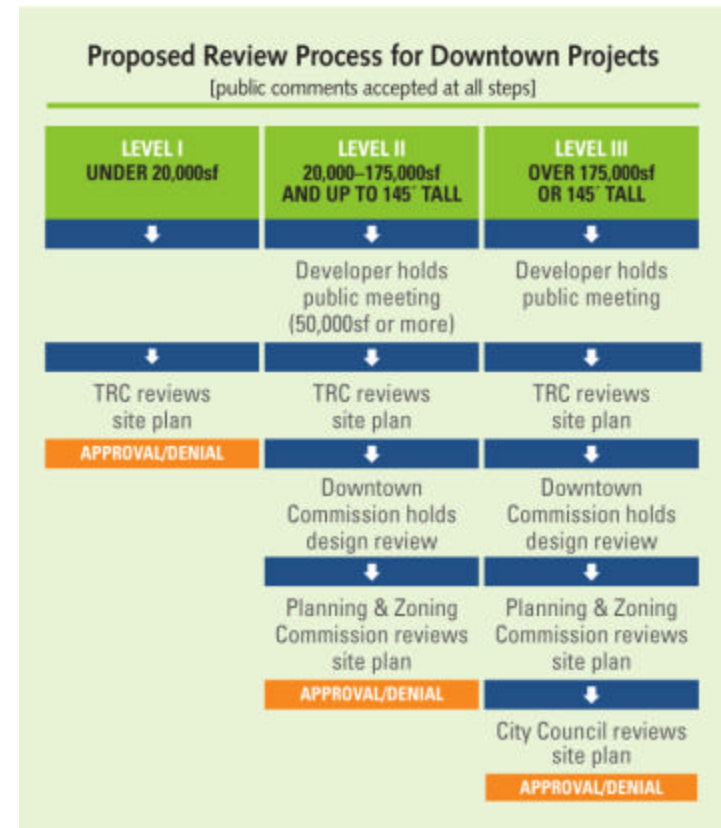 Proposed Review Process for Downtown Projects
[public comments accepted at all steps]
LEVEL I
UNDER 20,000sf
LEVEL II
20,000–175,000sf
AND UP TO 145´ TALL
LEVEL III
OVER 175,000sf
OR 145´ TALL
Developer holds
public meeting
(50,000sf or more)
Developer holds
public meeting
TRC reviews
site plan
APPROVAL/DENIAL
TRC reviews
site plan
TRC reviews
site plan
Downtown
Commission holds
design review
Downtown
Commission holds
design review
Planning & Zoning
Commission reviews
site plan
APPROVAL/DENIAL
Planning & Zoning
Commission reviews
site plan
City Council reviews
site plan
APPROVAL/DENIAL